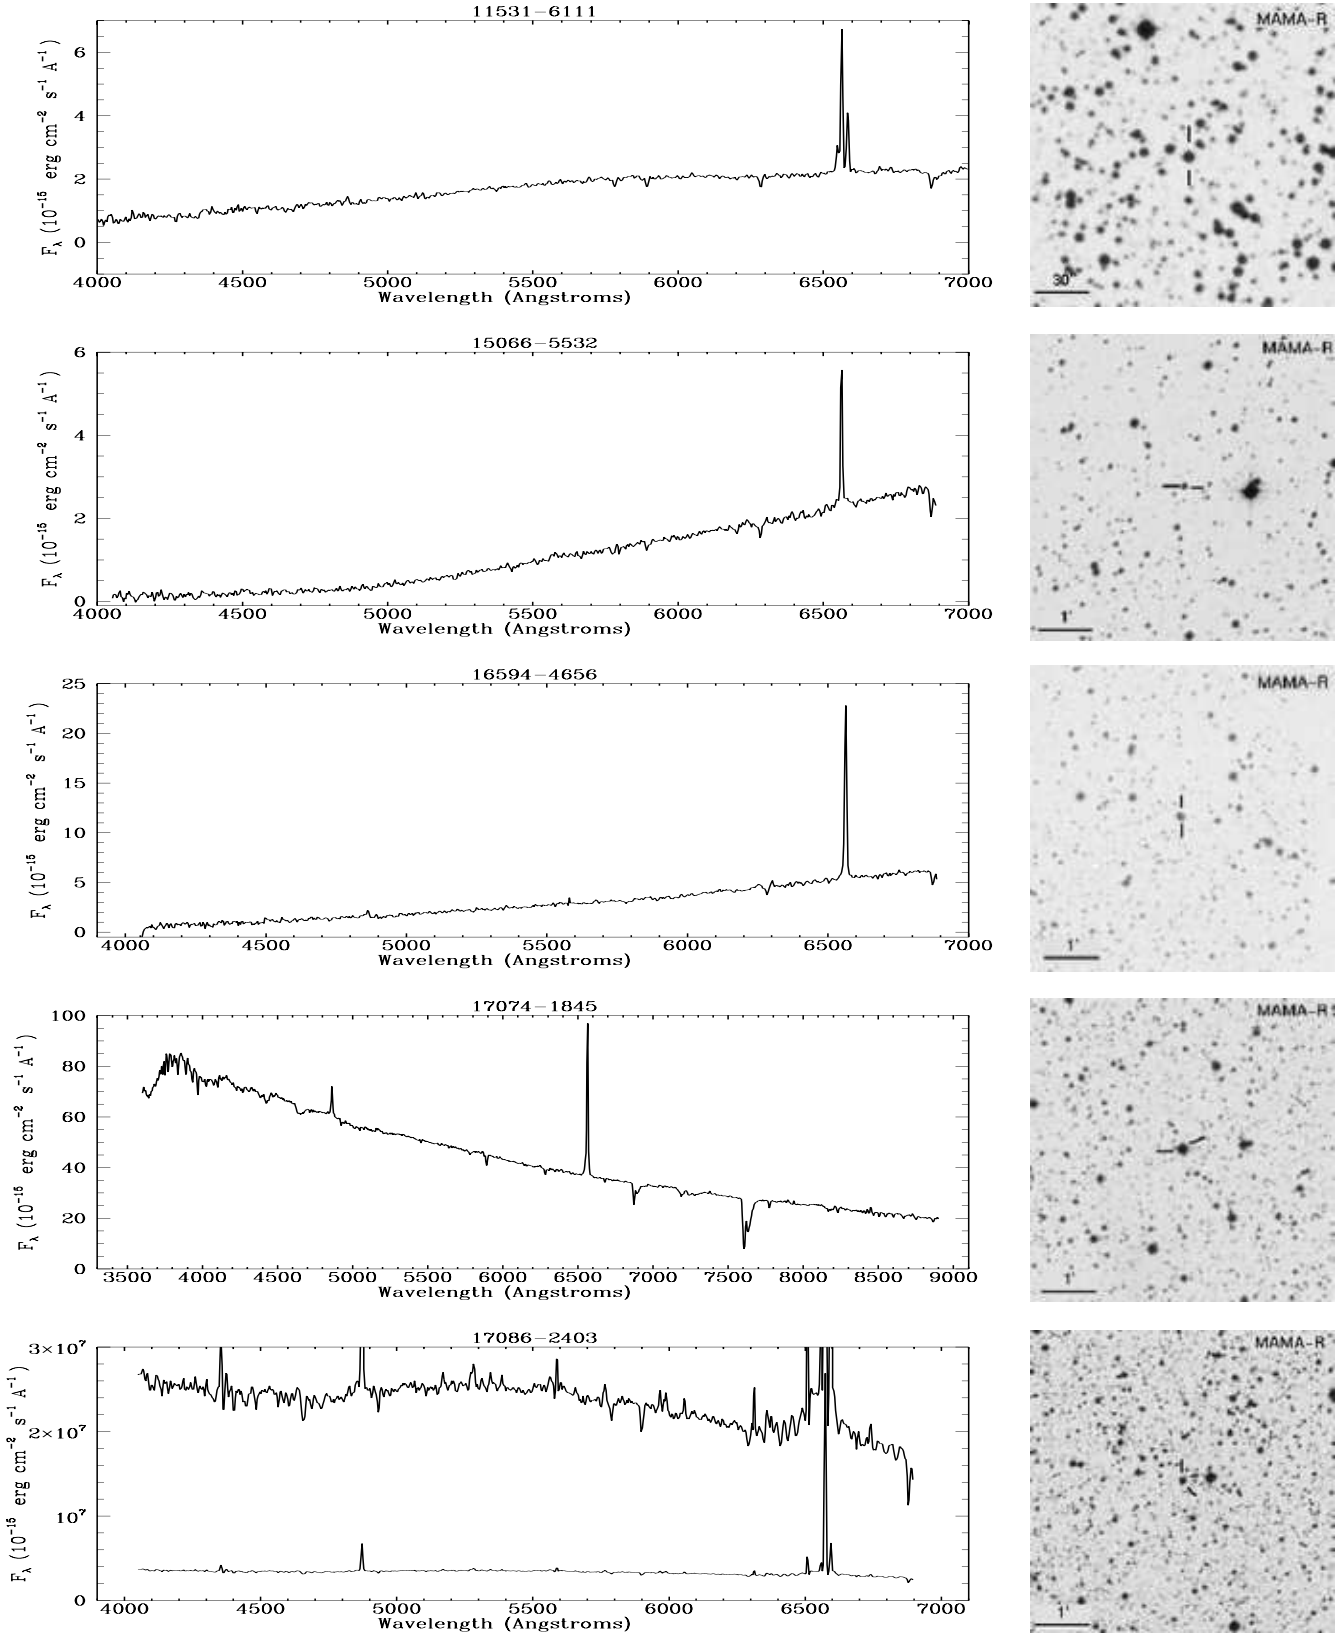 11531−6111
6
4
2
0
F_λ (10⁻¹⁵ erg cm⁻² s⁻¹ A⁻¹)
4000 4500 5000 5500 6000 6500 7000
Wavelength (Angstroms)
MAMA−R
30"
15066−5532
6
4
2
0
F_λ (10⁻¹⁵ erg cm⁻² s⁻¹ A⁻¹)
4000 4500 5000 5500 6000 6500 7000
Wavelength (Angstroms)
MAMA−R
1'
16594−4656
25
20
15
10
5
0
F_λ (10⁻¹⁵ erg cm⁻² s⁻¹ A⁻¹)
4000 4500 5000 5500 6000 6500 7000
Wavelength (Angstroms)
MAMA−R
1'
17074−1845
100
80
60
40
20
0
F_λ (10⁻¹⁵ erg cm⁻² s⁻¹ A⁻¹)
3500 4000 4500 5000 5500 6000 6500 7000 7500 8000 8500 9000
Wavelength (Angstroms)
MAMA−R
1'
17086−2403
3×10⁷
2×10⁷
10⁷
0
F_λ (10⁻¹⁵ erg cm⁻² s⁻¹ A⁻¹)
4000 4500 5000 5500 6000 6500 7000
Wavelength (Angstroms)
MAMA−R
1'